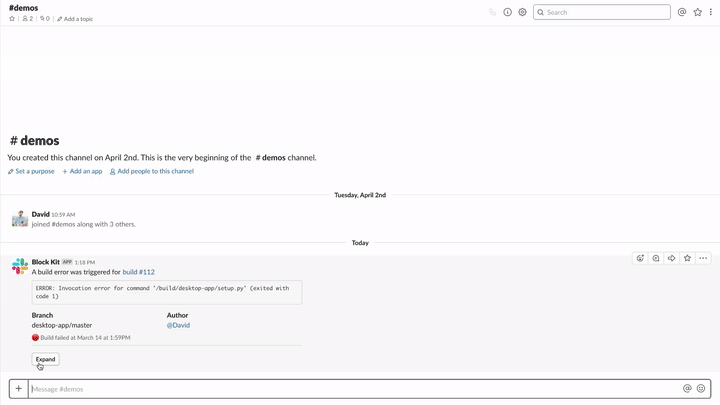 #demos
2
0
Add a topic
Search
# demos
You created this channel on April 2nd. This is the very beginning of the # demos channel.
Set a purpose
+ Add an app
Add people to this channel
Tuesday, April 2nd
David 10:59 AM
joined #demos along with 3 others.
Today
Block Kit APP 1:18 PM
A build error was triggered for build #112
ERROR: Invocation error for command '/build/desktop-app/setup.py' (exited with
code 1)
Branch
Author
desktop-app/master
@David
Build failed at March 14 at 1:59PM
Expand
Message #demos